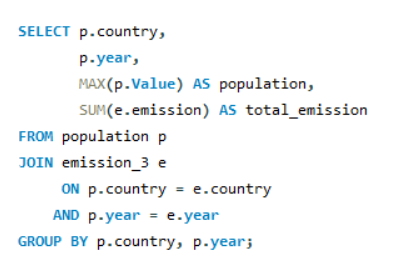 SELECT p.country,
p.year,
MAX(p.Value) AS population,
SUM(e.emission) AS total_emission
FROM population p
JOIN emission_3 e
ON p.country = e.country
AND p.year = e.year
GROUP BY p.country, p.year;